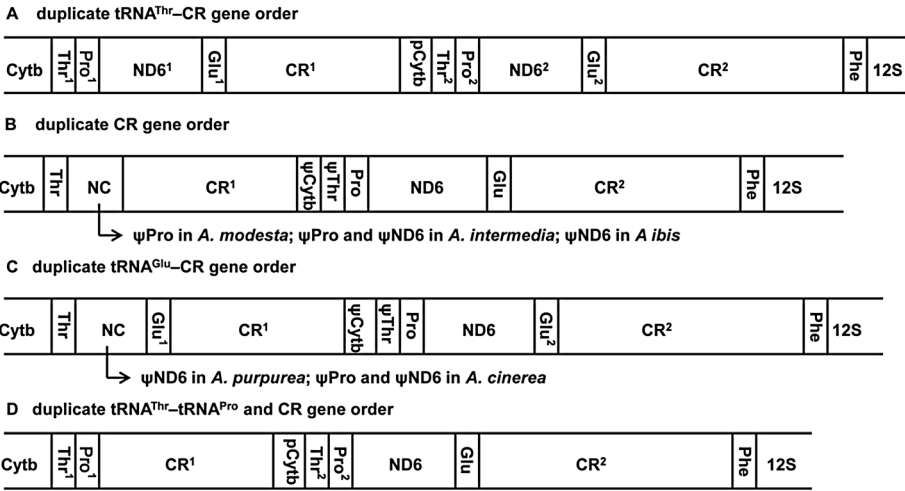 A duplicate tRNAᵀʰʳ–CR gene order
Cytb Thr¹ Pro¹ ND6¹ Glu¹ CR¹ pCytb Thr² Pro² ND6² Glu² CR² Phe 12S
B duplicate CR gene order
Cytb Thr NC CR¹ ψCytb ψThr Pro ND6 Glu CR² Phe 12S
ψPro in A. modesta; ψPro and ψND6 in A. intermedia; ψND6 in A ibis
C duplicate tRNAᴳˡᵘ–CR gene order
Cytb Thr NC Glu¹ CR¹ ψCytb ψThr Pro ND6 Glu² CR² Phe 12S
ψND6 in A. purpurea; ψPro and ψND6 in A. cinerea
D duplicate tRNAᵀʰʳ–tRNAᴾʳᵒ and CR gene order
Cytb Thr¹ Pro¹ CR¹ pCytb Thr² Pro² ND6 Glu CR² Phe 12S